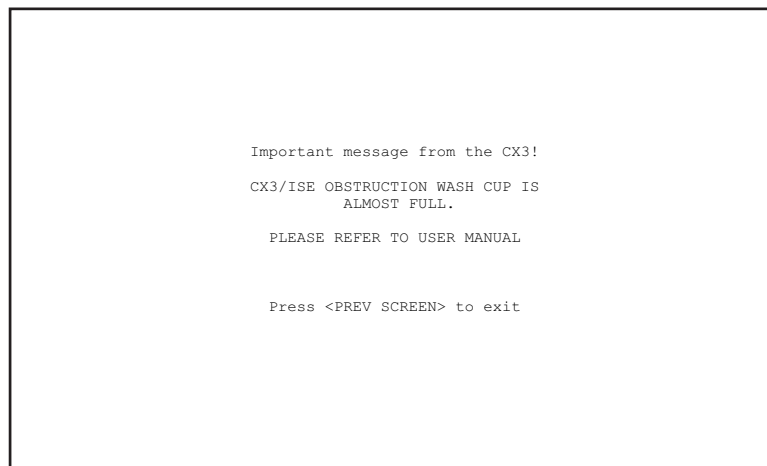 Important message from the CX3!
CX3/ISE OBSTRUCTION WASH CUP IS
ALMOST FULL.
PLEASE REFER TO USER MANUAL
Press <PREV SCREEN> to exit